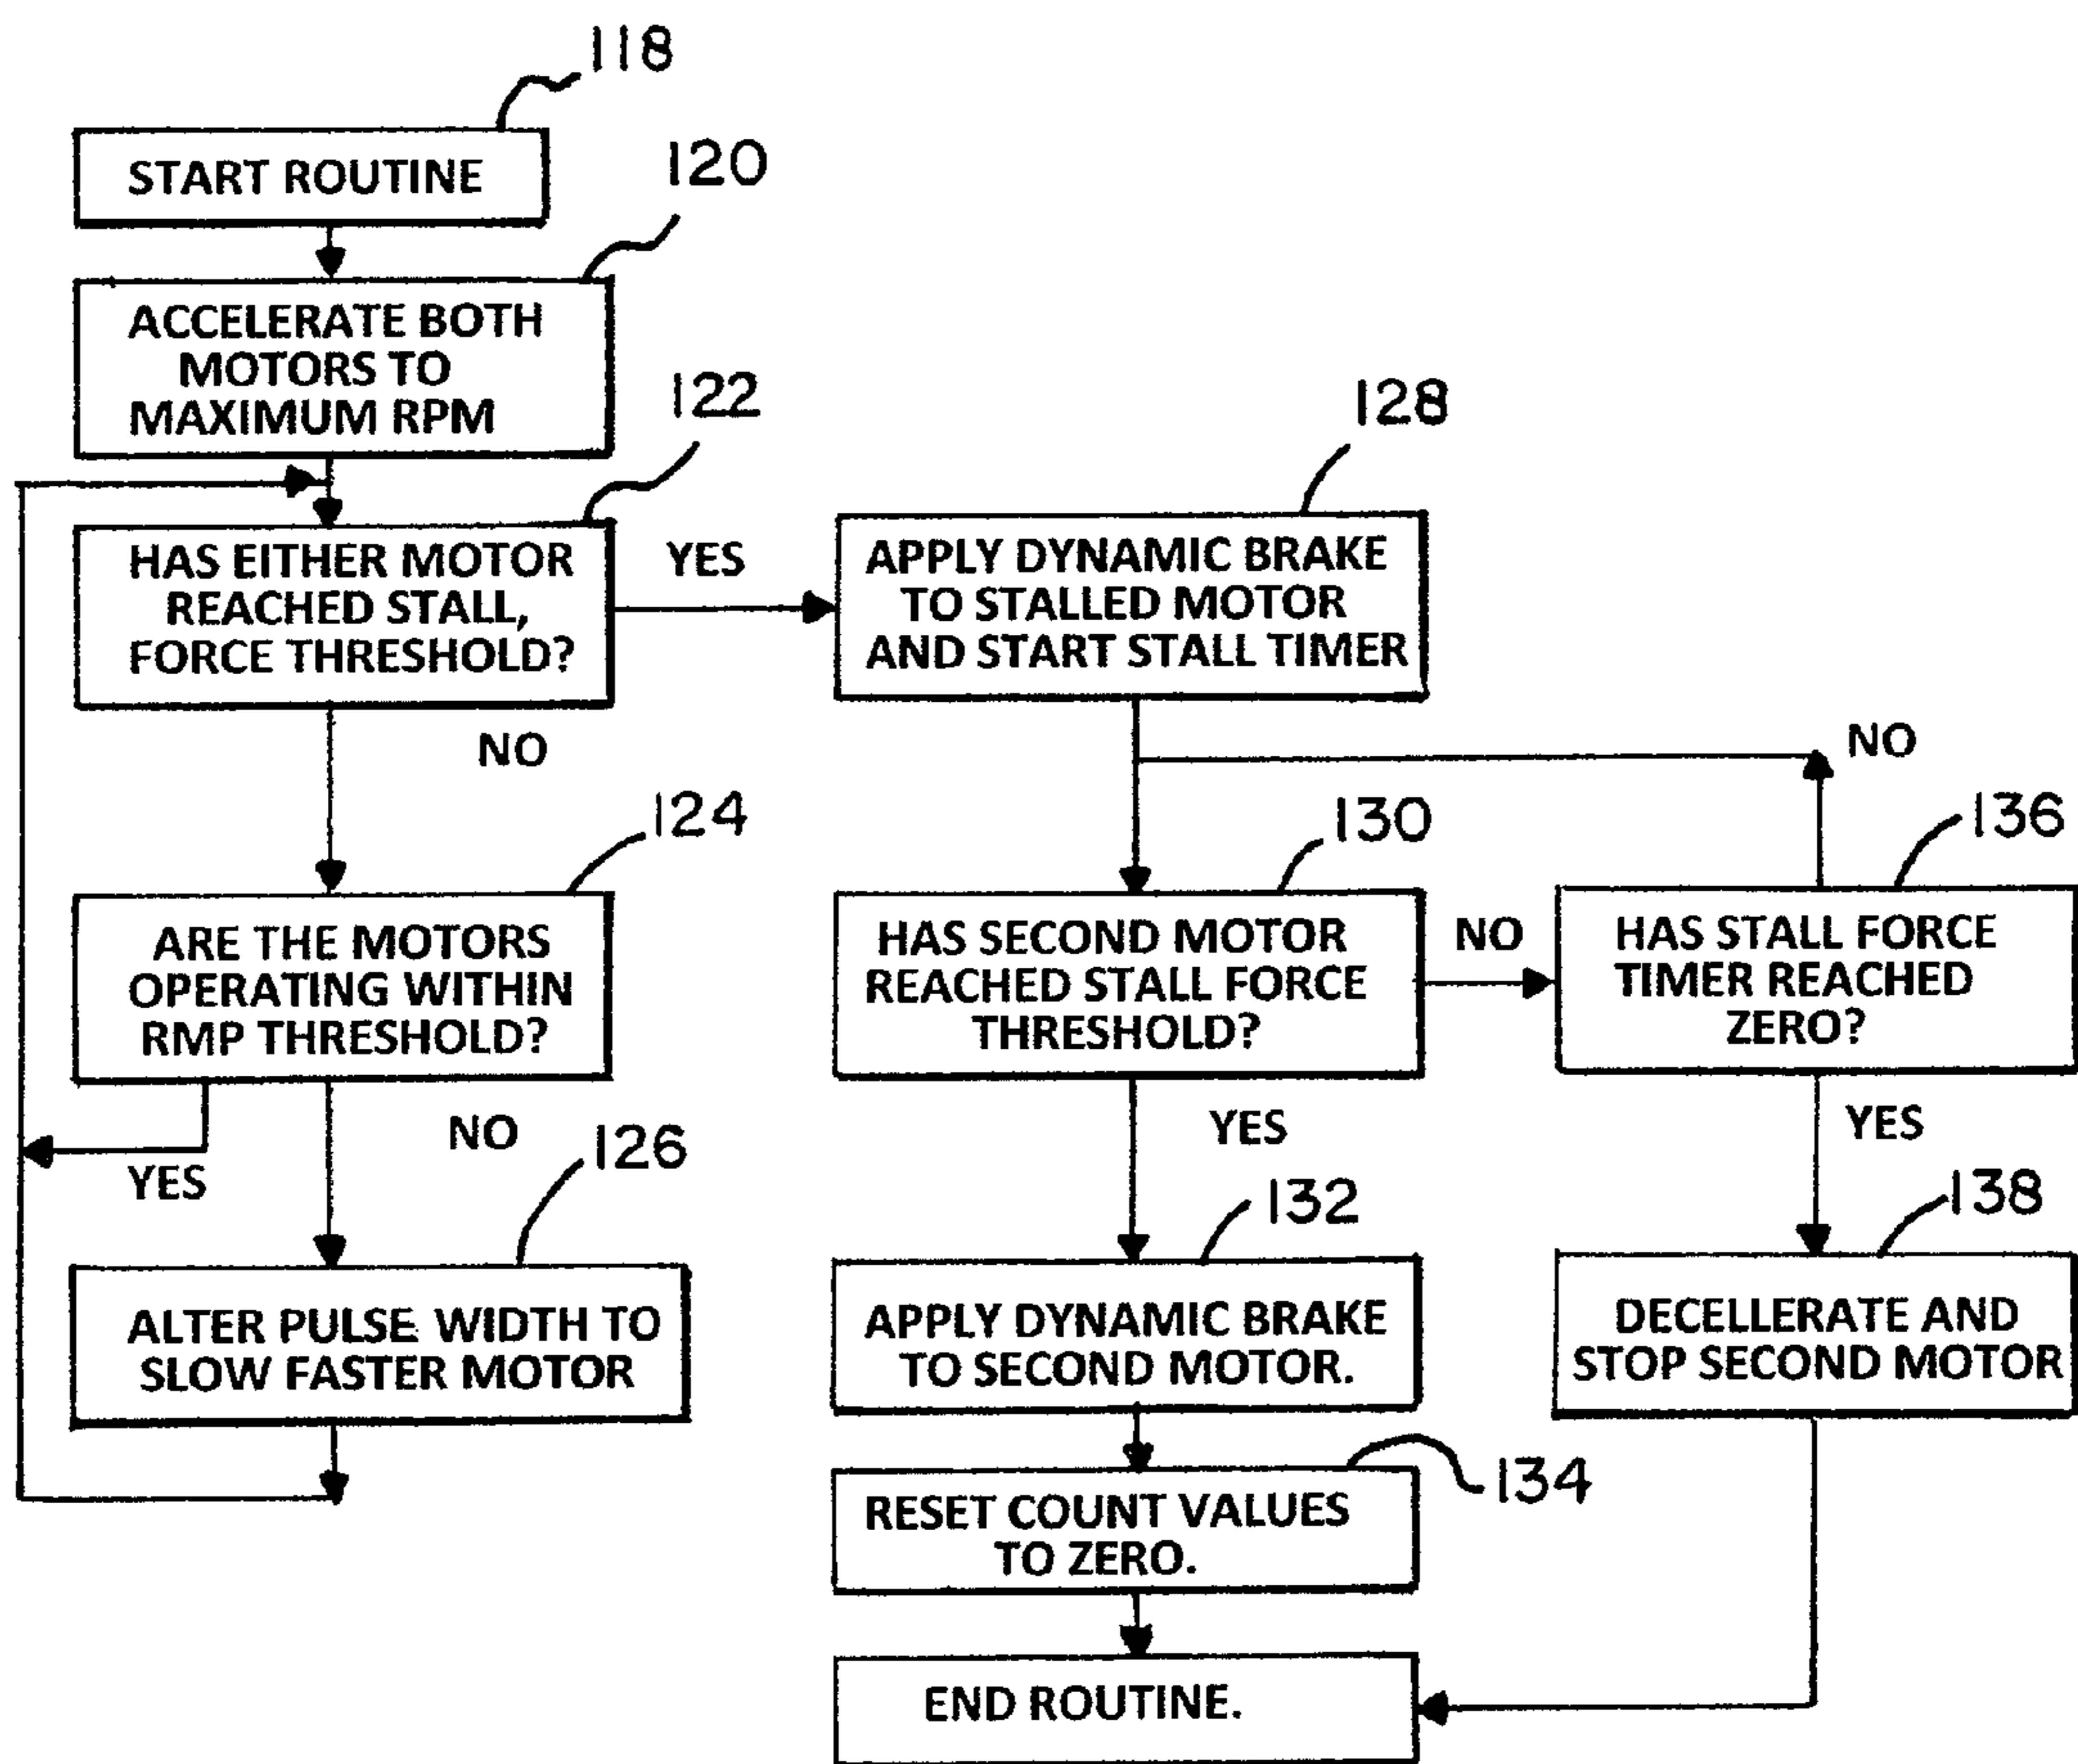 118
START ROUTINE
120
ACCELERATE BOTH
MOTORS TO
MAXIMUM RPM
122
HAS EITHER MOTOR
REACHED STALL,
FORCE THRESHOLD?
YES
NO
128
APPLY DYNAMIC BRAKE
TO STALLED MOTOR
AND START STALL TIMER
124
ARE THE MOTORS
OPERATING WITHIN
RMP THRESHOLD?
YES
NO
126
ALTER PULSE WIDTH TO
SLOW FASTER MOTOR
130
HAS SECOND MOTOR
REACHED STALL FORCE
THRESHOLD?
NO
YES
136
HAS STALL FORCE
TIMER REACHED
ZERO?
NO
YES
132
APPLY DYNAMIC BRAKE
TO SECOND MOTOR.
138
DECELLERATE AND
STOP SECOND MOTOR
134
RESET COUNT VALUES
TO ZERO.
END ROUTINE.